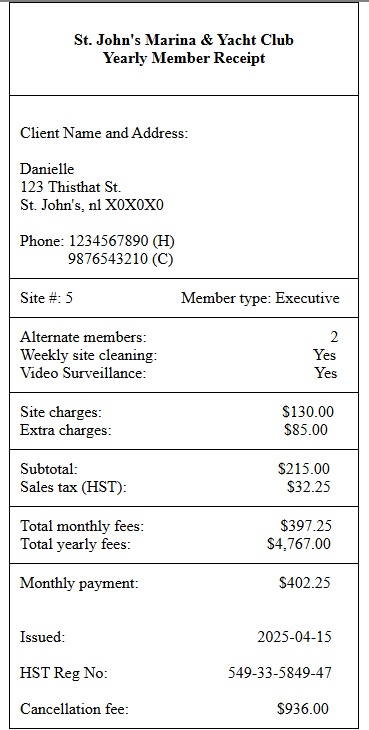 St. John's Marina & Yacht Club
Yearly Member Receipt
Client Name and Address:
Danielle
123 Thisthat St.
St. John's, nl X0X0X0
Phone: 1234567890 (H)
9876543210 (C)
Site #: 5 Member type: Executive
Alternate members: 2
Weekly site cleaning: Yes
Video Surveillance: Yes
Site charges: $130.00
Extra charges: $85.00
Subtotal: $215.00
Sales tax (HST): $32.25
Total monthly fees: $397.25
Total yearly fees: $4,767.00
Monthly payment: $402.25
Issued: 2025-04-15
HST Reg No: 549-33-5849-47
Cancellation fee: $936.00